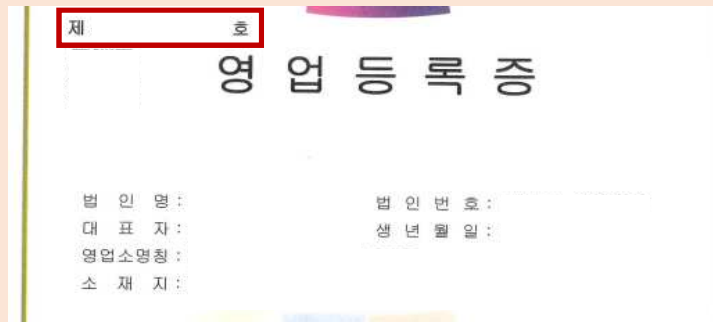 제 호
영업등록증
법 인 명 :
법 인 번 호 :
대 표 자 :
생 년 월 일 :
영업소명칭 :
소 재 지 :